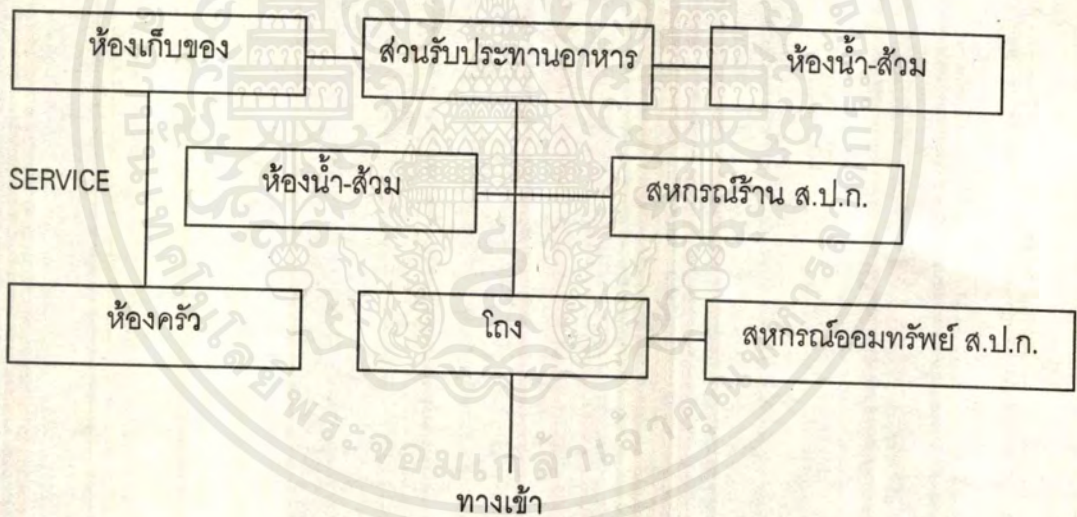 ห้องเก็บของ
ส่วนรับประทานอาหาร
ห้องน้ำ-ส้วม
SERVICE
ห้องน้ำ-ส้วม
สหกรณ์ร้าน ส.ป.ก.
ห้องครัว
โถง
สหกรณ์ออมทรัพย์ ส.ป.ก.
ทางเข้า